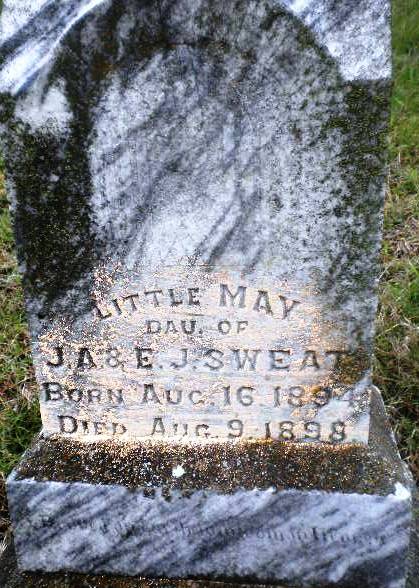 LITTLE MAY
DAU. OF
J.A. & E.J. SWEAT
BORN AUG. 16. 1894
DIED AUG. 9. 1898